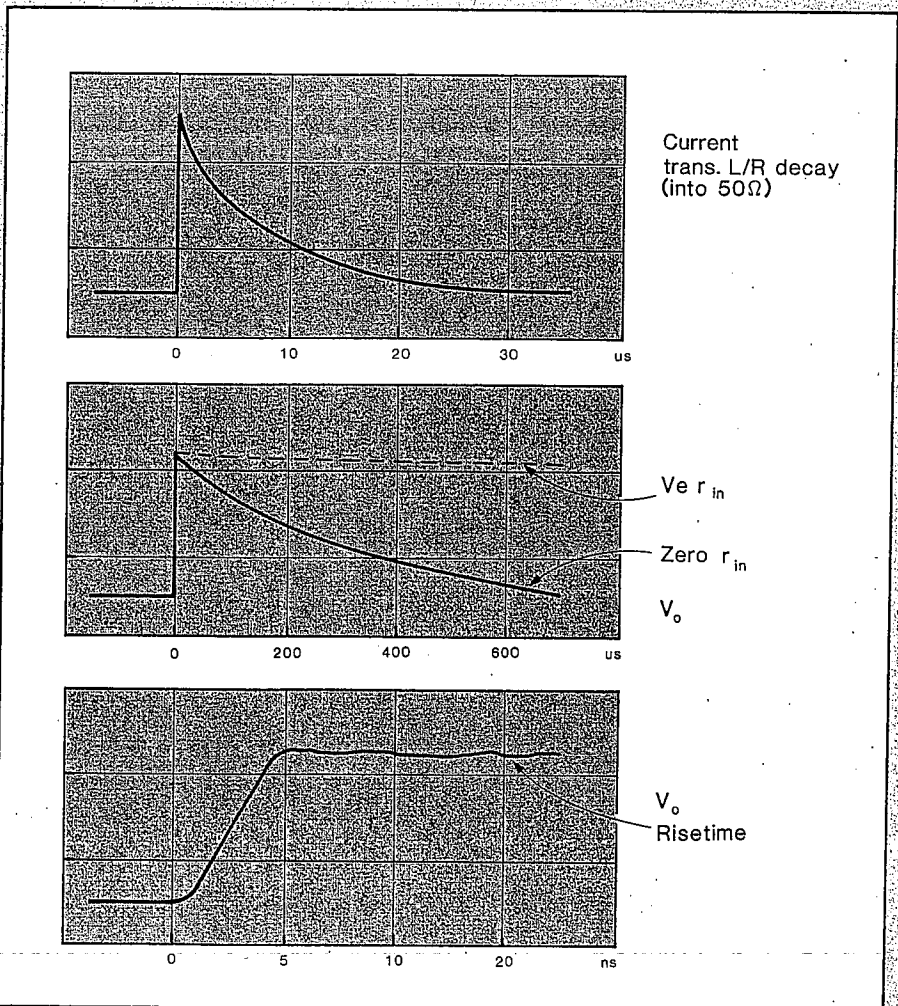 Current
trans. L/R decay
(into 50Ω)
0 10 20 30 us
Ve r in
Zero r in
Vo
0 200 400 600 us
Vo
Risetime
0 5 10 20 ns